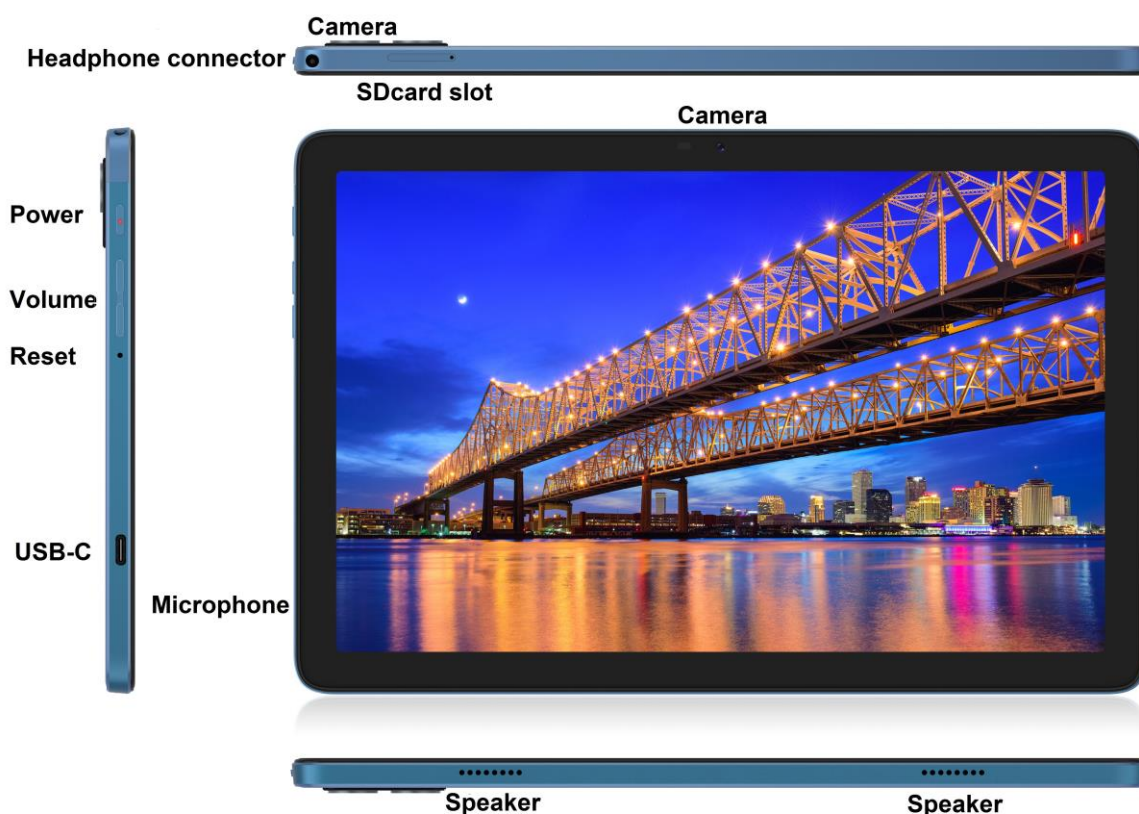 Camera
Headphone connector
SDcard slot
Camera
Power
Volume
Reset
USB-C
Microphone
Speaker
Speaker